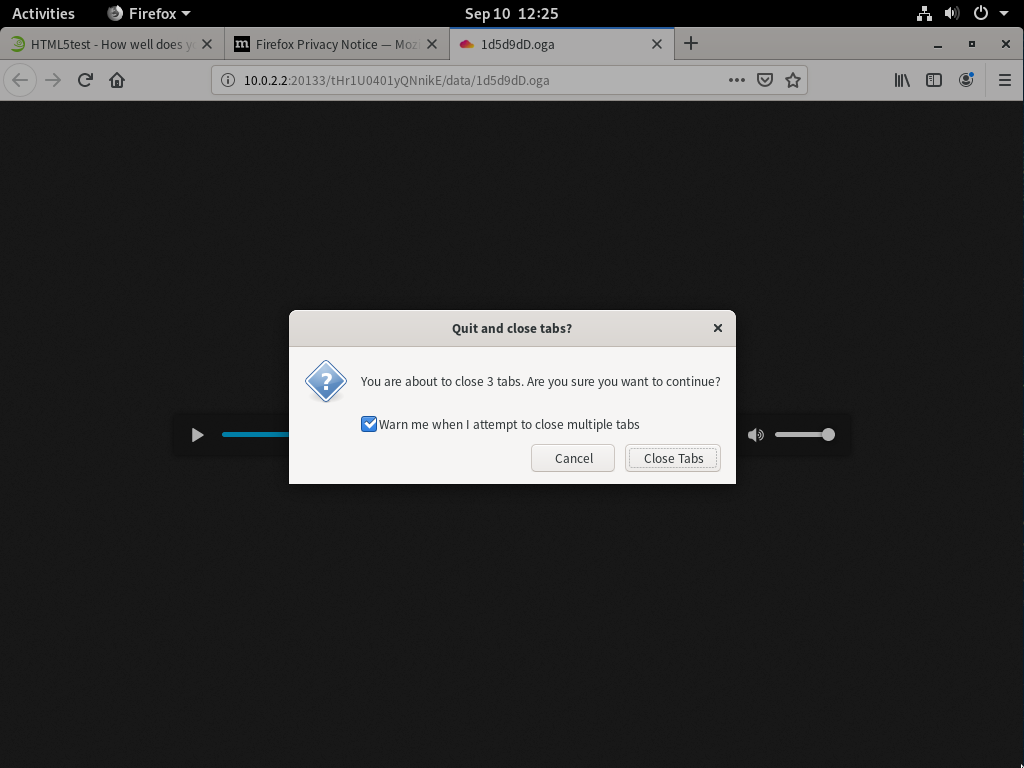 Activities Firefox Sep 10 12:25
HTML5test - How well does y
Firefox Privacy Notice — Moz
1d5d9dD.oga
10.0.2.2:20133/tHr1U0401yQNnikE/data/1d5d9dD.oga
Quit and close tabs?
You are about to close 3 tabs. Are you sure you want to continue?
Warn me when I attempt to close multiple tabs
Cancel Close Tabs